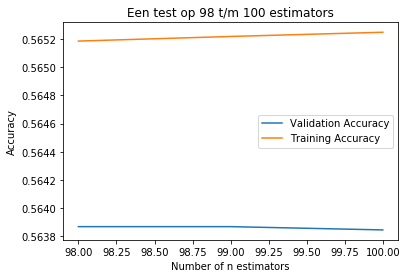 Een test op 98 t/m 100 estimators
Accuracy
0.5652
0.5650
0.5648
0.5646
0.5644
0.5642
0.5640
0.5638
Validation Accuracy
Training Accuracy
98.00 98.25 98.50 98.75 99.00 99.25 99.50 99.75 100.00
Number of n estimators